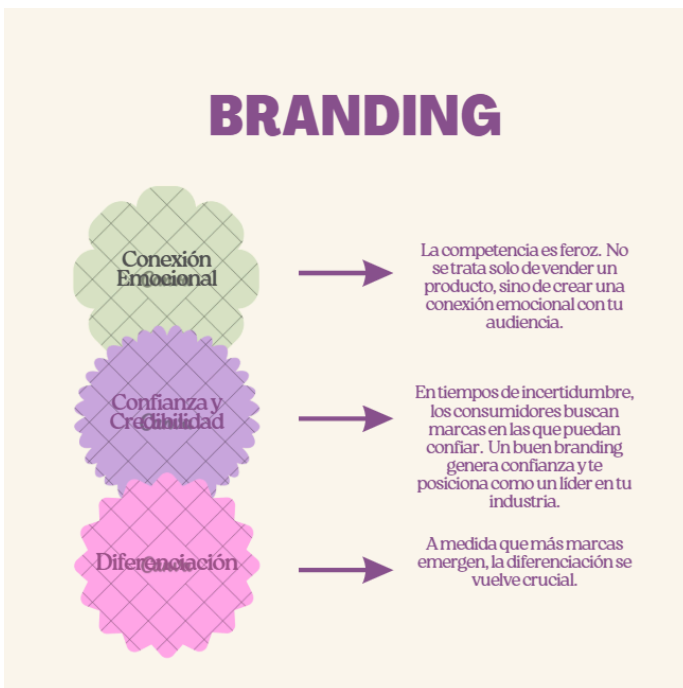 BRANDING
Conexión
Emocional
La competencia es feroz. No
se trata solo de vender un
producto, sino de crear una
conexión emocional con tu
audiencia.
Confianza y
Credibilidad
En tiempos de incertidumbre,
los consumidores buscan
marcas en las que puedan
confiar. Un buen branding
genera confianza y te
posiciona como un líder en tu
industria.
Diferenciación
A medida que más marcas
emergen, la diferenciación se
vuelve crucial.